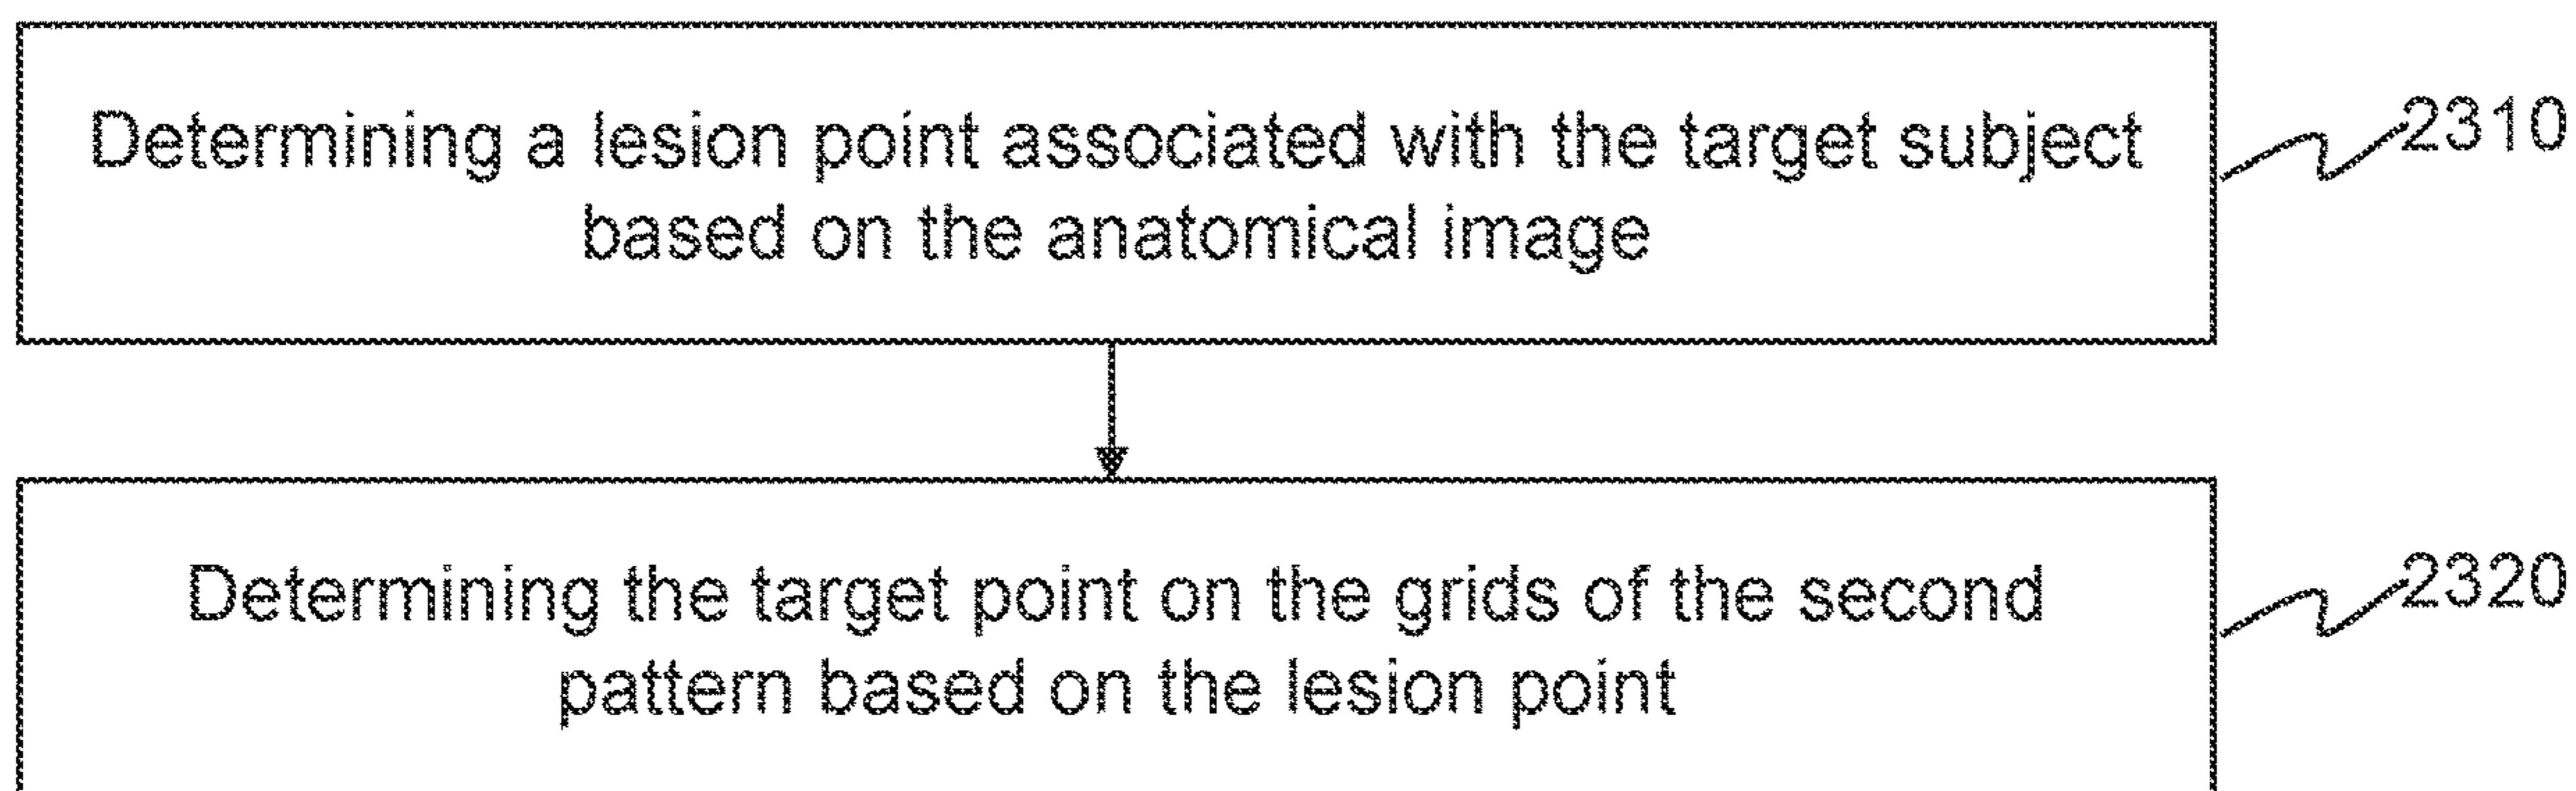 Determining a lesion point associated with the target subject
based on the anatomical image
2310
Determining the target point on the grids of the second
pattern based on the lesion point
2320